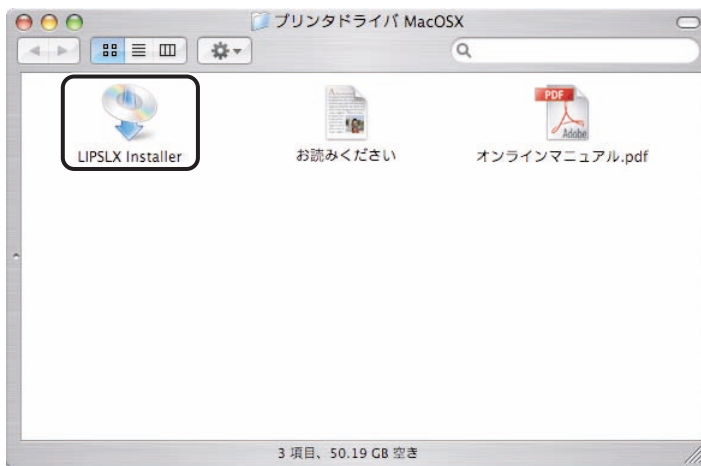 プリンタドライバ MacOSX
LIPSLX Installer
お読みください
PDF
Adobe
オンラインマニュアル.pdf
3 項目、50.19 GB 空き